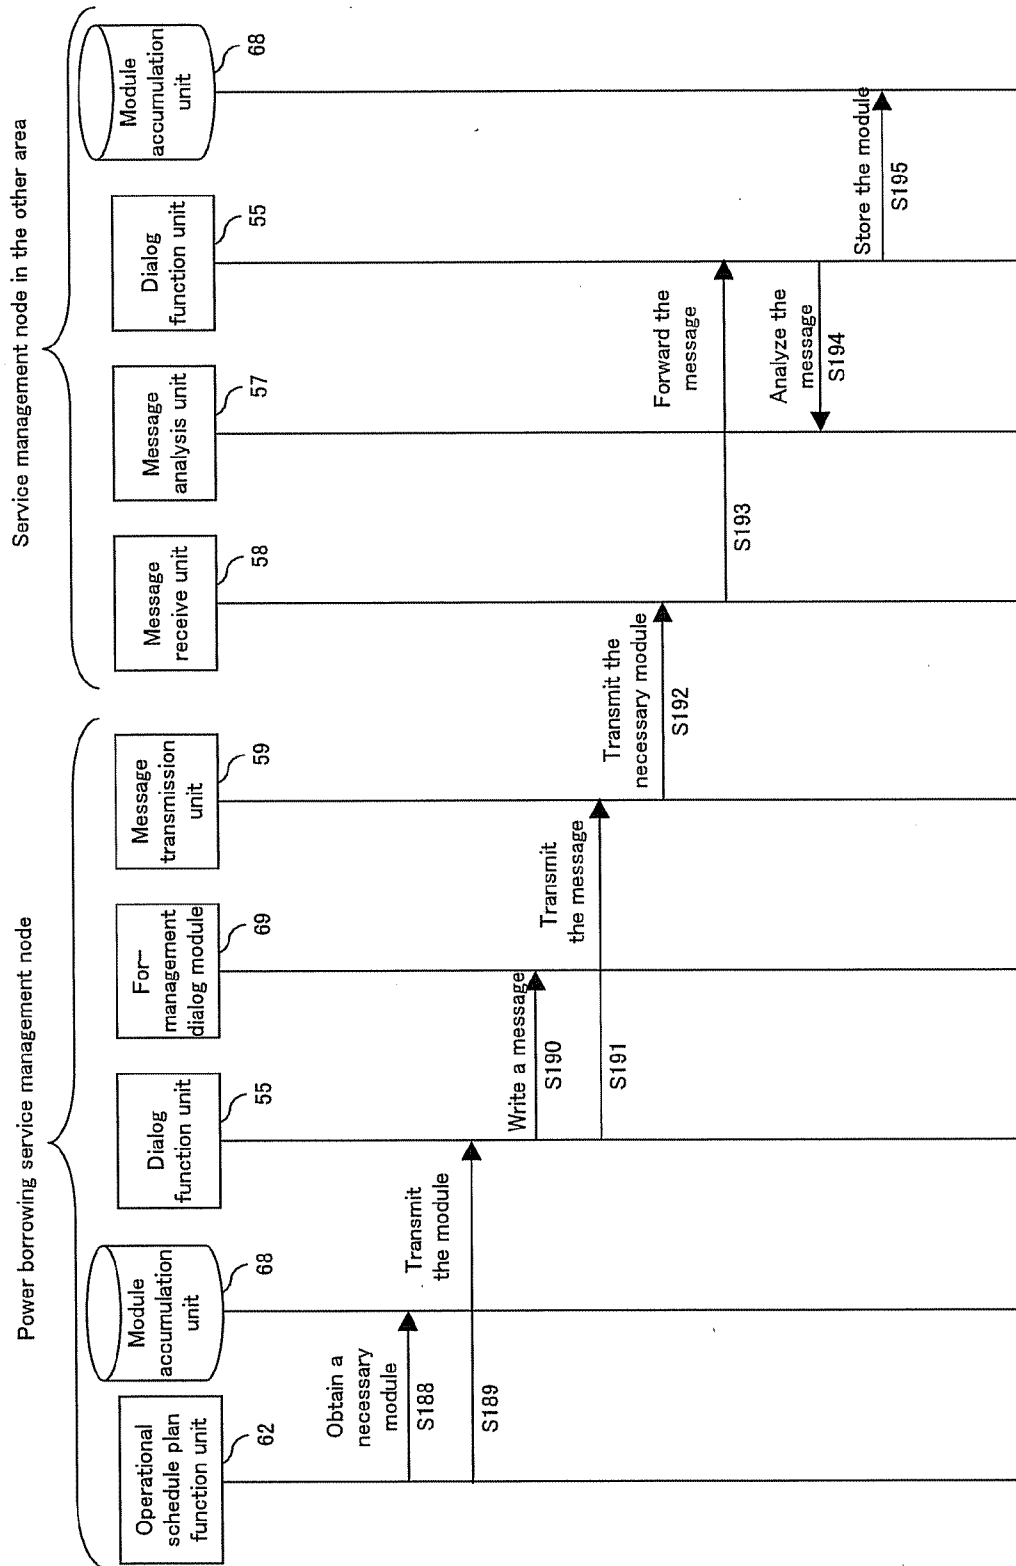 Power borrowing service management node
Service management node in the other area
Operational
schedule plan
function unit
62
Module
accumulation
unit
68
Dialog
function unit
55
For-
management
dialog module
69
Message
transmission
unit
59
Message
receive unit
58
Message
analysis unit
57
Dialog
function unit
55
Module
accumulation
unit
68
Obtain a
necessary
module
S188
Transmit
the module
S189
Write a message
S190
Transmit
the message
S191
Transmit the
necessary module
S192
Forward the
message
S193
Analyze the
message
S194
Store the module
S195